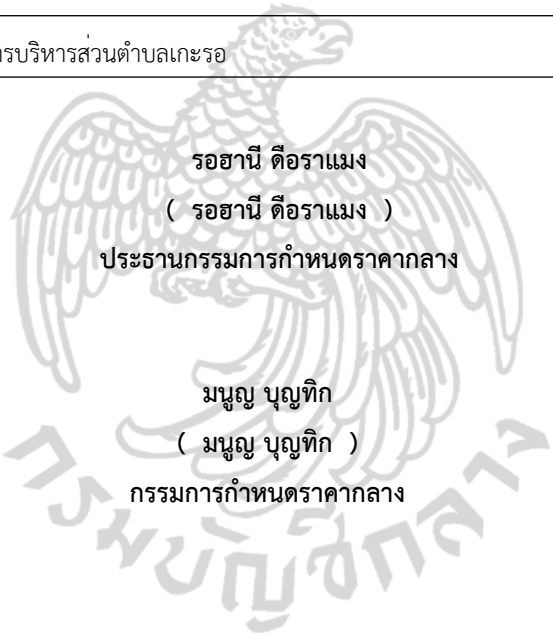 ารบริหารส่วนตำบลเกะรอ
รอฮานี ดือราแมง
( รอฮานี ดือราแมง )
ประธานกรรมการกำหนดราคากลาง
มนูญ บุญทิก
( มนูญ บุญทิก )
กรรมการกำหนดราคากลาง
กรมบัญชีกลาง